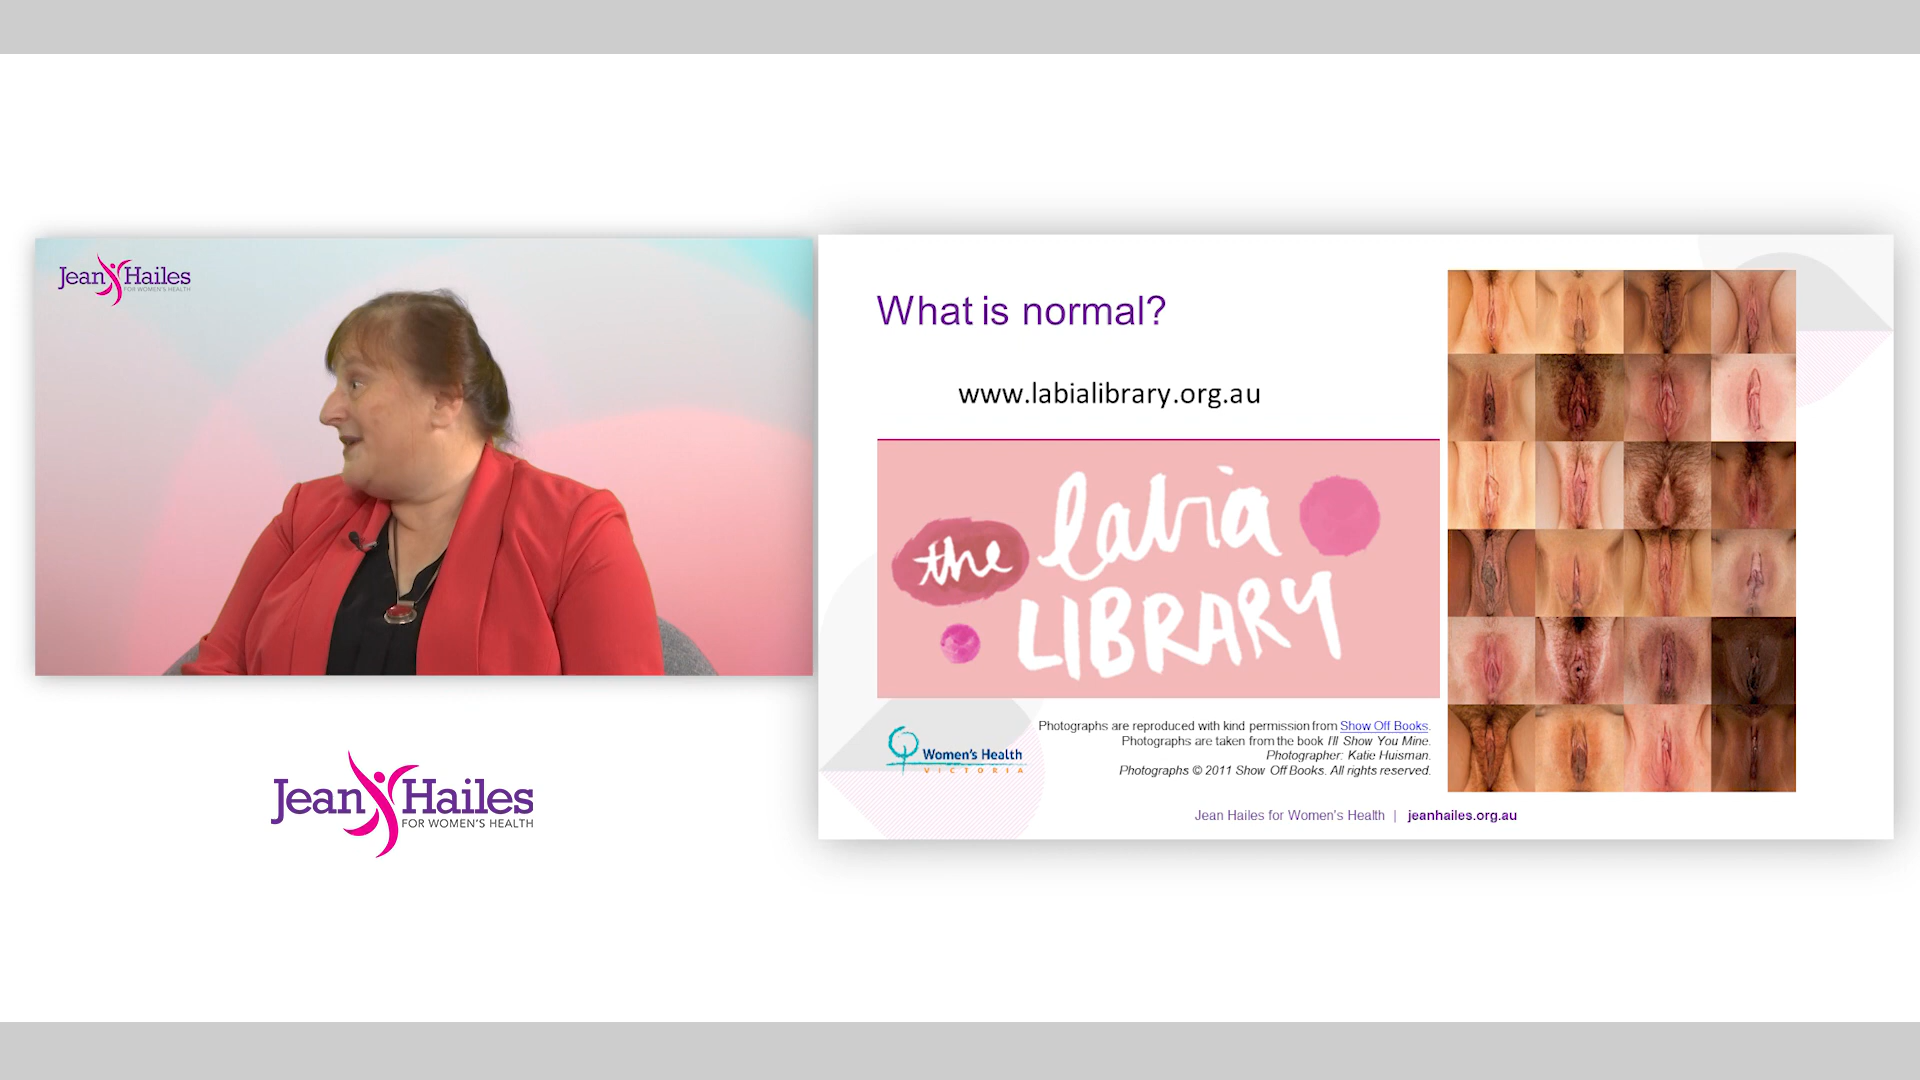 Jean Hailes
FOR WOMEN'S HEALTH
Jean Hailes
FOR WOMEN'S HEALTH
What is normal?
www.labialibrary.org.au
the labia
LIBRARY
Women's Health
VICTORIA
Photographs are reproduced with kind permission from Show Off Books.
Photographs are taken from the book I'll Show You Mine.
Photographer: Katie Huisman.
Photographs © 2011 Show Off Books. All rights reserved.
Jean Hailes for Women's Health | jeanhailes.org.au